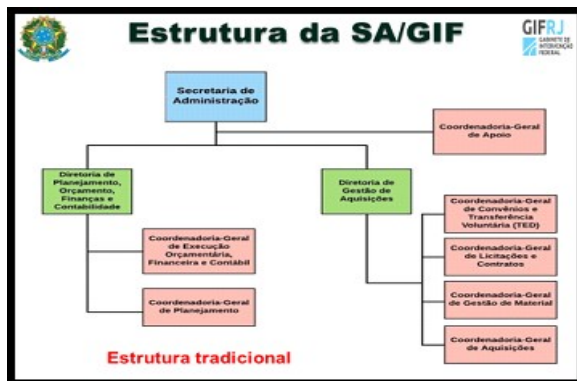 Estrutura da SA/GIF
GIFRJ
GABINETE DE
INTERVENÇÃO
FEDERAL
Secretaria de
Administração
Coordenadoria-Geral
de Apoio
Diretoria de
Planejamento,
Orçamento,
Finanças e
Contabilidade
Diretoria de
Gestão de
Aquisições
Coordenadoria-Geral
de Execução
Orçamentária,
Financeira e Contábil
Coordenadoria-Geral
de Planejamento
Coordenadoria-Geral
de Convênios e
Transferência
Voluntária (TED)
Coordenadoria-Geral
de Licitações e
Contratos
Coordenadoria-Geral
de Gestão de Material
Coordenadoria-Geral
de Aquisições
Estrutura tradicional